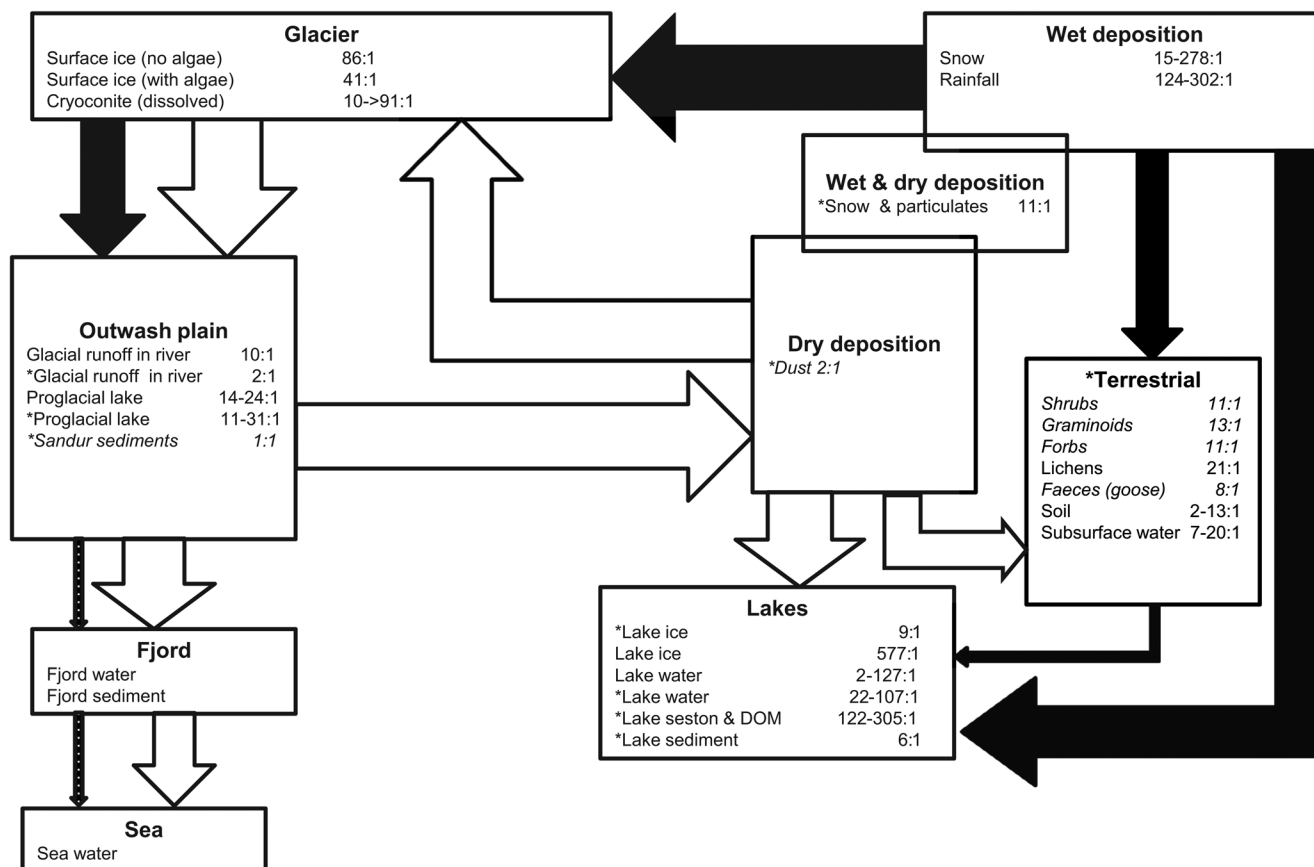 Glacier
Surface ice (no algae) 86:1
Surface ice (with algae) 41:1
Cryoconite (dissolved) 10->91:1
Wet deposition
Snow 15-278:1
Rainfall 124-302:1
Wet & dry deposition
*Snow & particulates 11:1
Outwash plain
Glacial runoff in river 10:1
*Glacial runoff in river 2:1
Proglacial lake 14-24:1
*Proglacial lake 11-31:1
*Sandur sediments 1:1
Dry deposition
*Dust 2:1
*Terrestrial
Shrubs 11:1
Graminoids 13:1
Forbs 11:1
Lichens 21:1
Faeces (goose) 8:1
Soil 2-13:1
Subsurface water 7-20:1
Lakes
*Lake ice 9:1
Lake ice 577:1
Lake water 2-127:1
*Lake water 22-107:1
*Lake seston & DOM 122-305:1
*Lake sediment 6:1
Fjord
Fjord water
Fjord sediment
Sea
Sea water